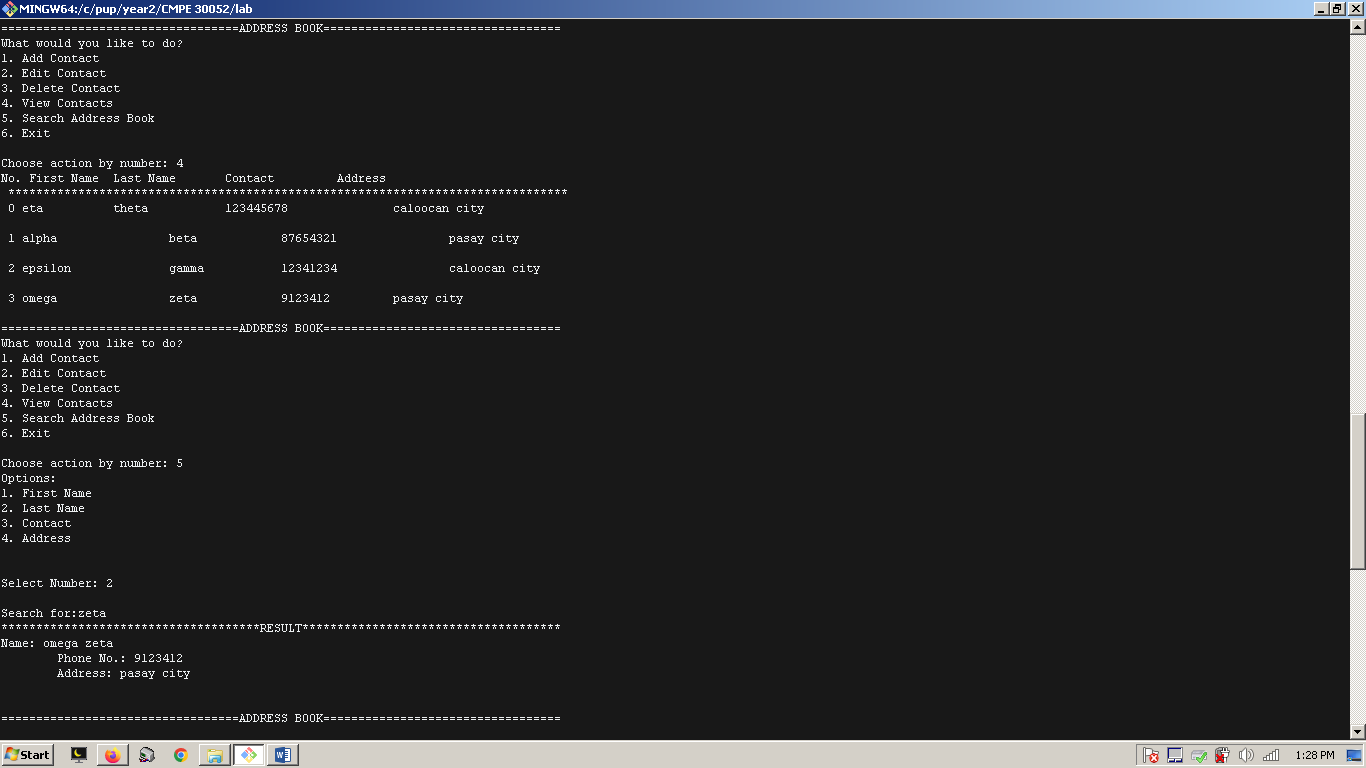 MINGW64:/c/pup/year2/CMPE 30052/lab
==================================ADDRESS BOOK==================================
What would you like to do?
1. Add Contact
2. Edit Contact
3. Delete Contact
4. View Contacts
5. Search Address Book
6. Exit
Choose action by number: 4
No. First Name  Last Name       Contact         Address
 ********************************************************************************
 0 eta          theta           123445678               caloocan city
 1 alpha                beta            87654321                pasay city
 2 epsilon              gamma           12341234                caloocan city
 3 omega                zeta            9123412         pasay city
==================================ADDRESS BOOK==================================
What would you like to do?
1. Add Contact
2. Edit Contact
3. Delete Contact
4. View Contacts
5. Search Address Book
6. Exit
Choose action by number: 5
Options:
1. First Name
2. Last Name
3. Contact
4. Address
Select Number: 2
Search for:zeta
*************************************RESULT*************************************
Name: omega zeta
        Phone No.: 9123412
        Address: pasay city
==================================ADDRESS BOOK==================================
Start
1:28 PM